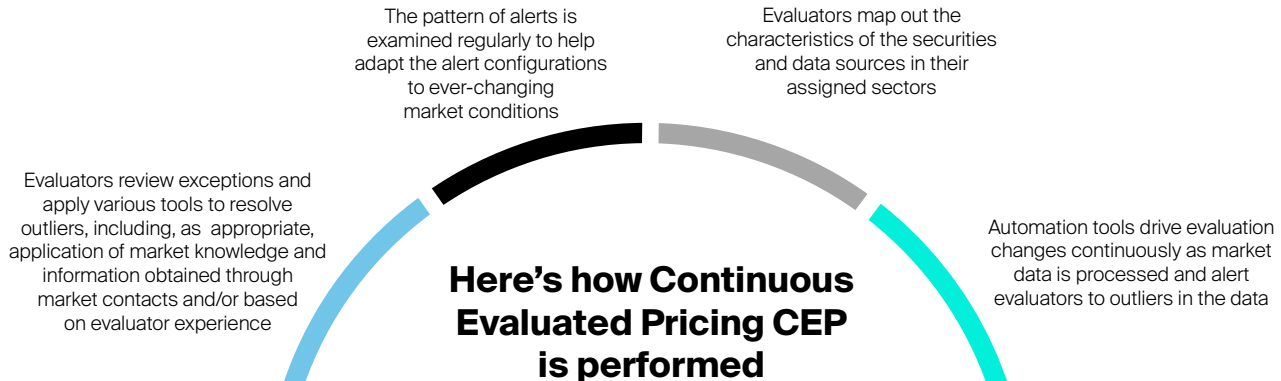 The pattern of alerts is
examined regularly to help
adapt the alert configurations
to ever-changing
market conditions
Evaluators map out the
characteristics of the securities
and data sources in their
assigned sectors
Evaluators review exceptions and
apply various tools to resolve
outliers, including, as appropriate,
application of market knowledge and
information obtained through
market contacts and/or based
on evaluator experience
Automation tools drive evaluation
changes continuously as market
data is processed and alert
evaluators to outliers in the data
Here’s how Continuous
Evaluated Pricing CEP
is performed